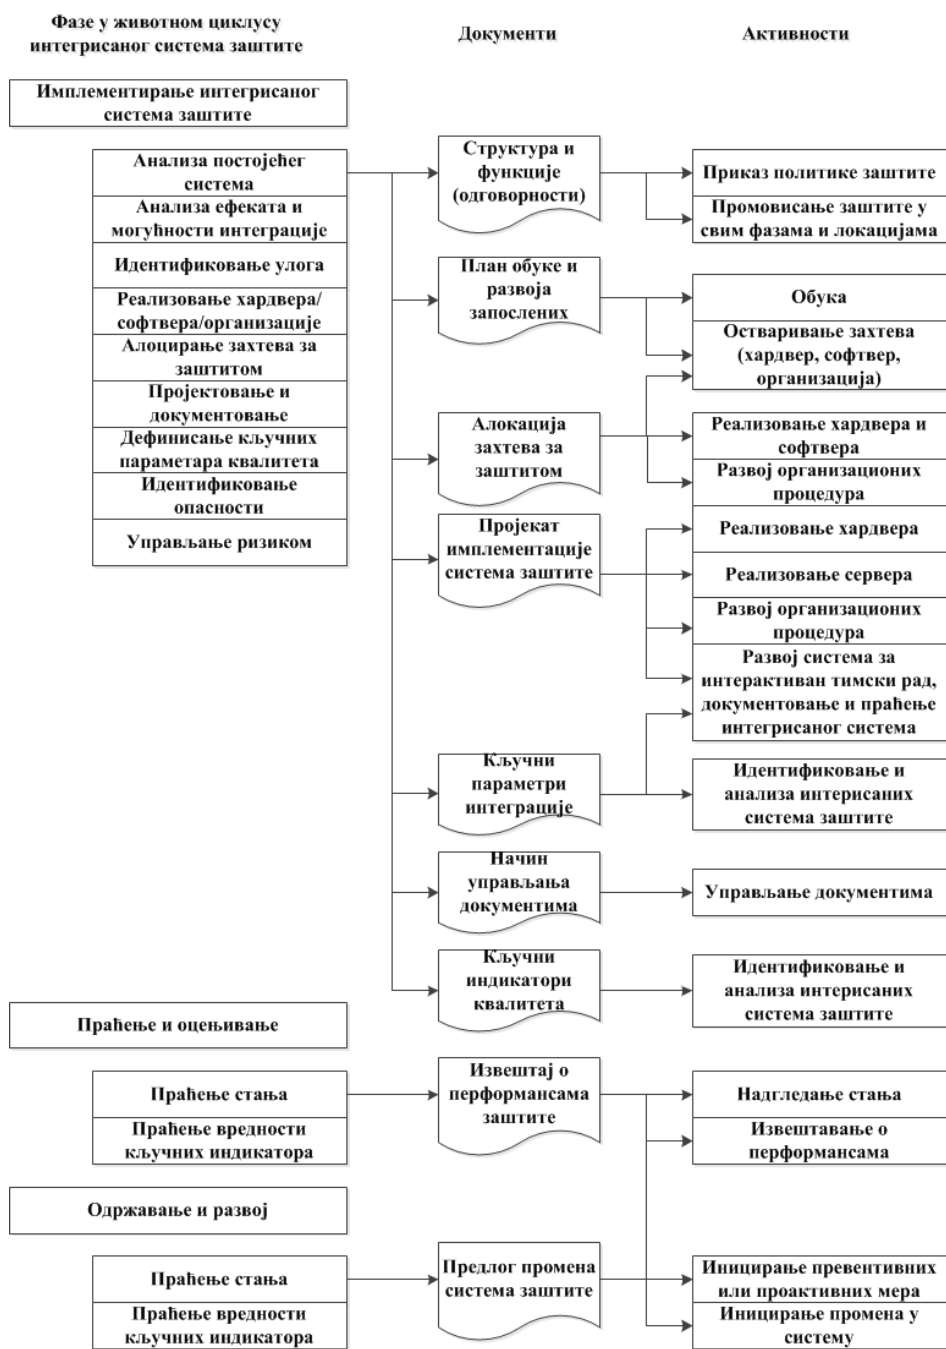 Фазе у животном циклусу
интегрисаног система заштите
Документи
Активности
Имплементирање интегрисаног
система заштите
Анализа постојећег
система
Анализа ефеката и
могућности интеграције
Идентификовање улога
Реализовање хардвера/
софтвера/организације
Алоцирање захтева за
заштитом
Пројектовање и
документовање
Дефинисање кључних
параметара квалитета
Идентификовање
опасности
Управљање ризиком
Структура и
функције
(одговорности)
План обуке и
развоја
запослених
Алокација
захтева за
заштитом
Пројекат
имплементације
система заштите
Кључни
параметри
интеграције
Начин
управљања
документима
Кључни
индикатори
квалитета
Приказ политике заштите
Промовисање заштите у
свим фазама и локацијама
Обука
Остваривање захтева
(хардвер, софтвер,
организација)
Реализовање хардвера и
софтвера
Развој организационих
процедура
Реализовање хардвера
Реализовање сервера
Развој организационих
процедура
Развој система за
интерактиван тимски рад,
документовање и праћење
интегрисаног система
Идентификовање и
анализа интерисаних
система заштите
Управљање документима
Идентификовање и
анализа интерисаних
система заштите
Праћење и оцењивање
Праћење стања
Праћење вредности
кључних индикатора
Извештај о
перформансама
заштите
Надгледање стања
Извештавање о
перформансама
Одржавање и развој
Праћење стања
Праћење вредности
кључних индикатора
Предлог промена
система заштите
Иницирање превентивних
или проактивних мера
Иницирање промена у
систему